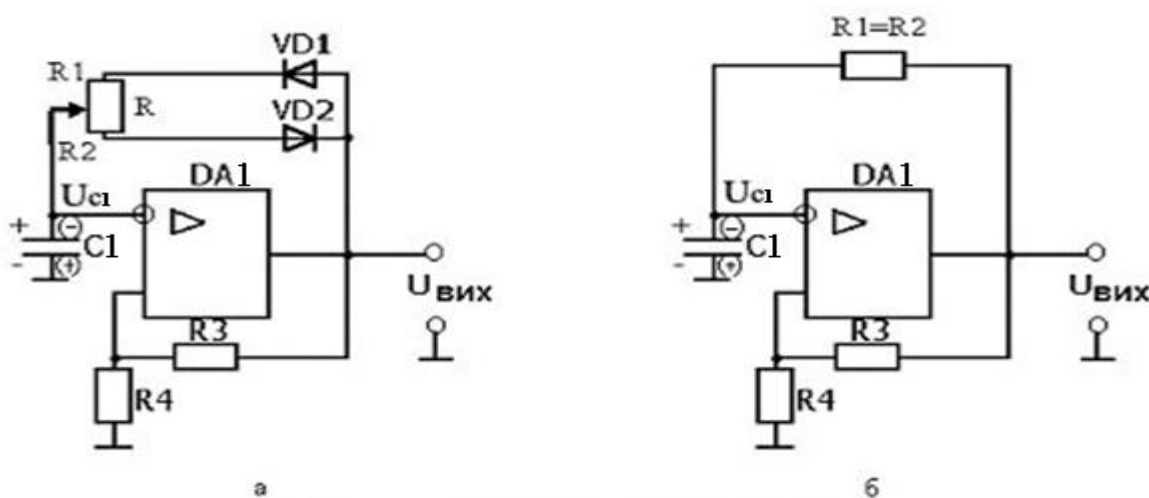 VD1
R1
R
VD2
R2
DA1
Uc1
+
(-)
C1
-
(+)
Uвих
R3
R4
а
R1=R2
DA1
Uc1
+
(-)
C1
-
(+)
Uвих
R3
R4
б